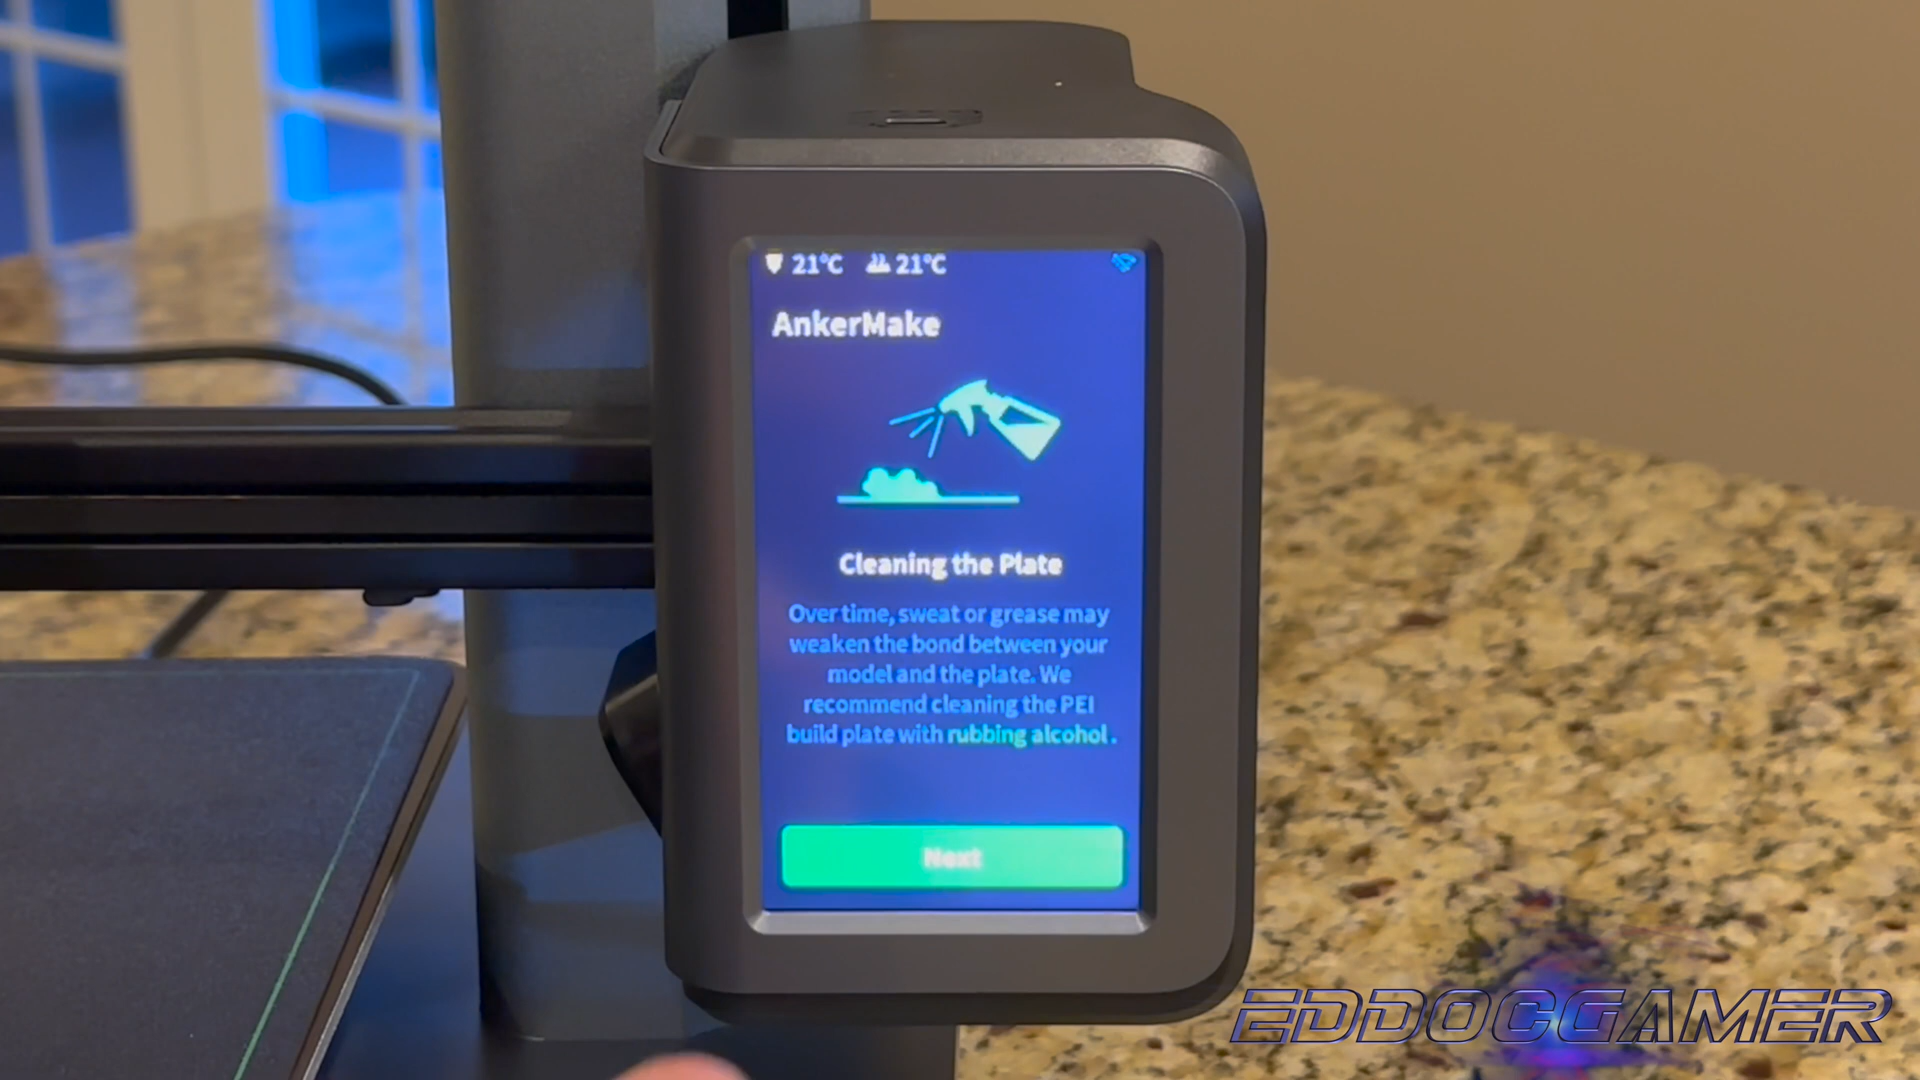 21°C 21°C
AnkerMake
Cleaning the Plate
Over time, sweat or grease may
weaken the bond between your
model and the plate. We
recommend cleaning the PEI
build plate with rubbing alcohol.
Next
EDDOCGAMER